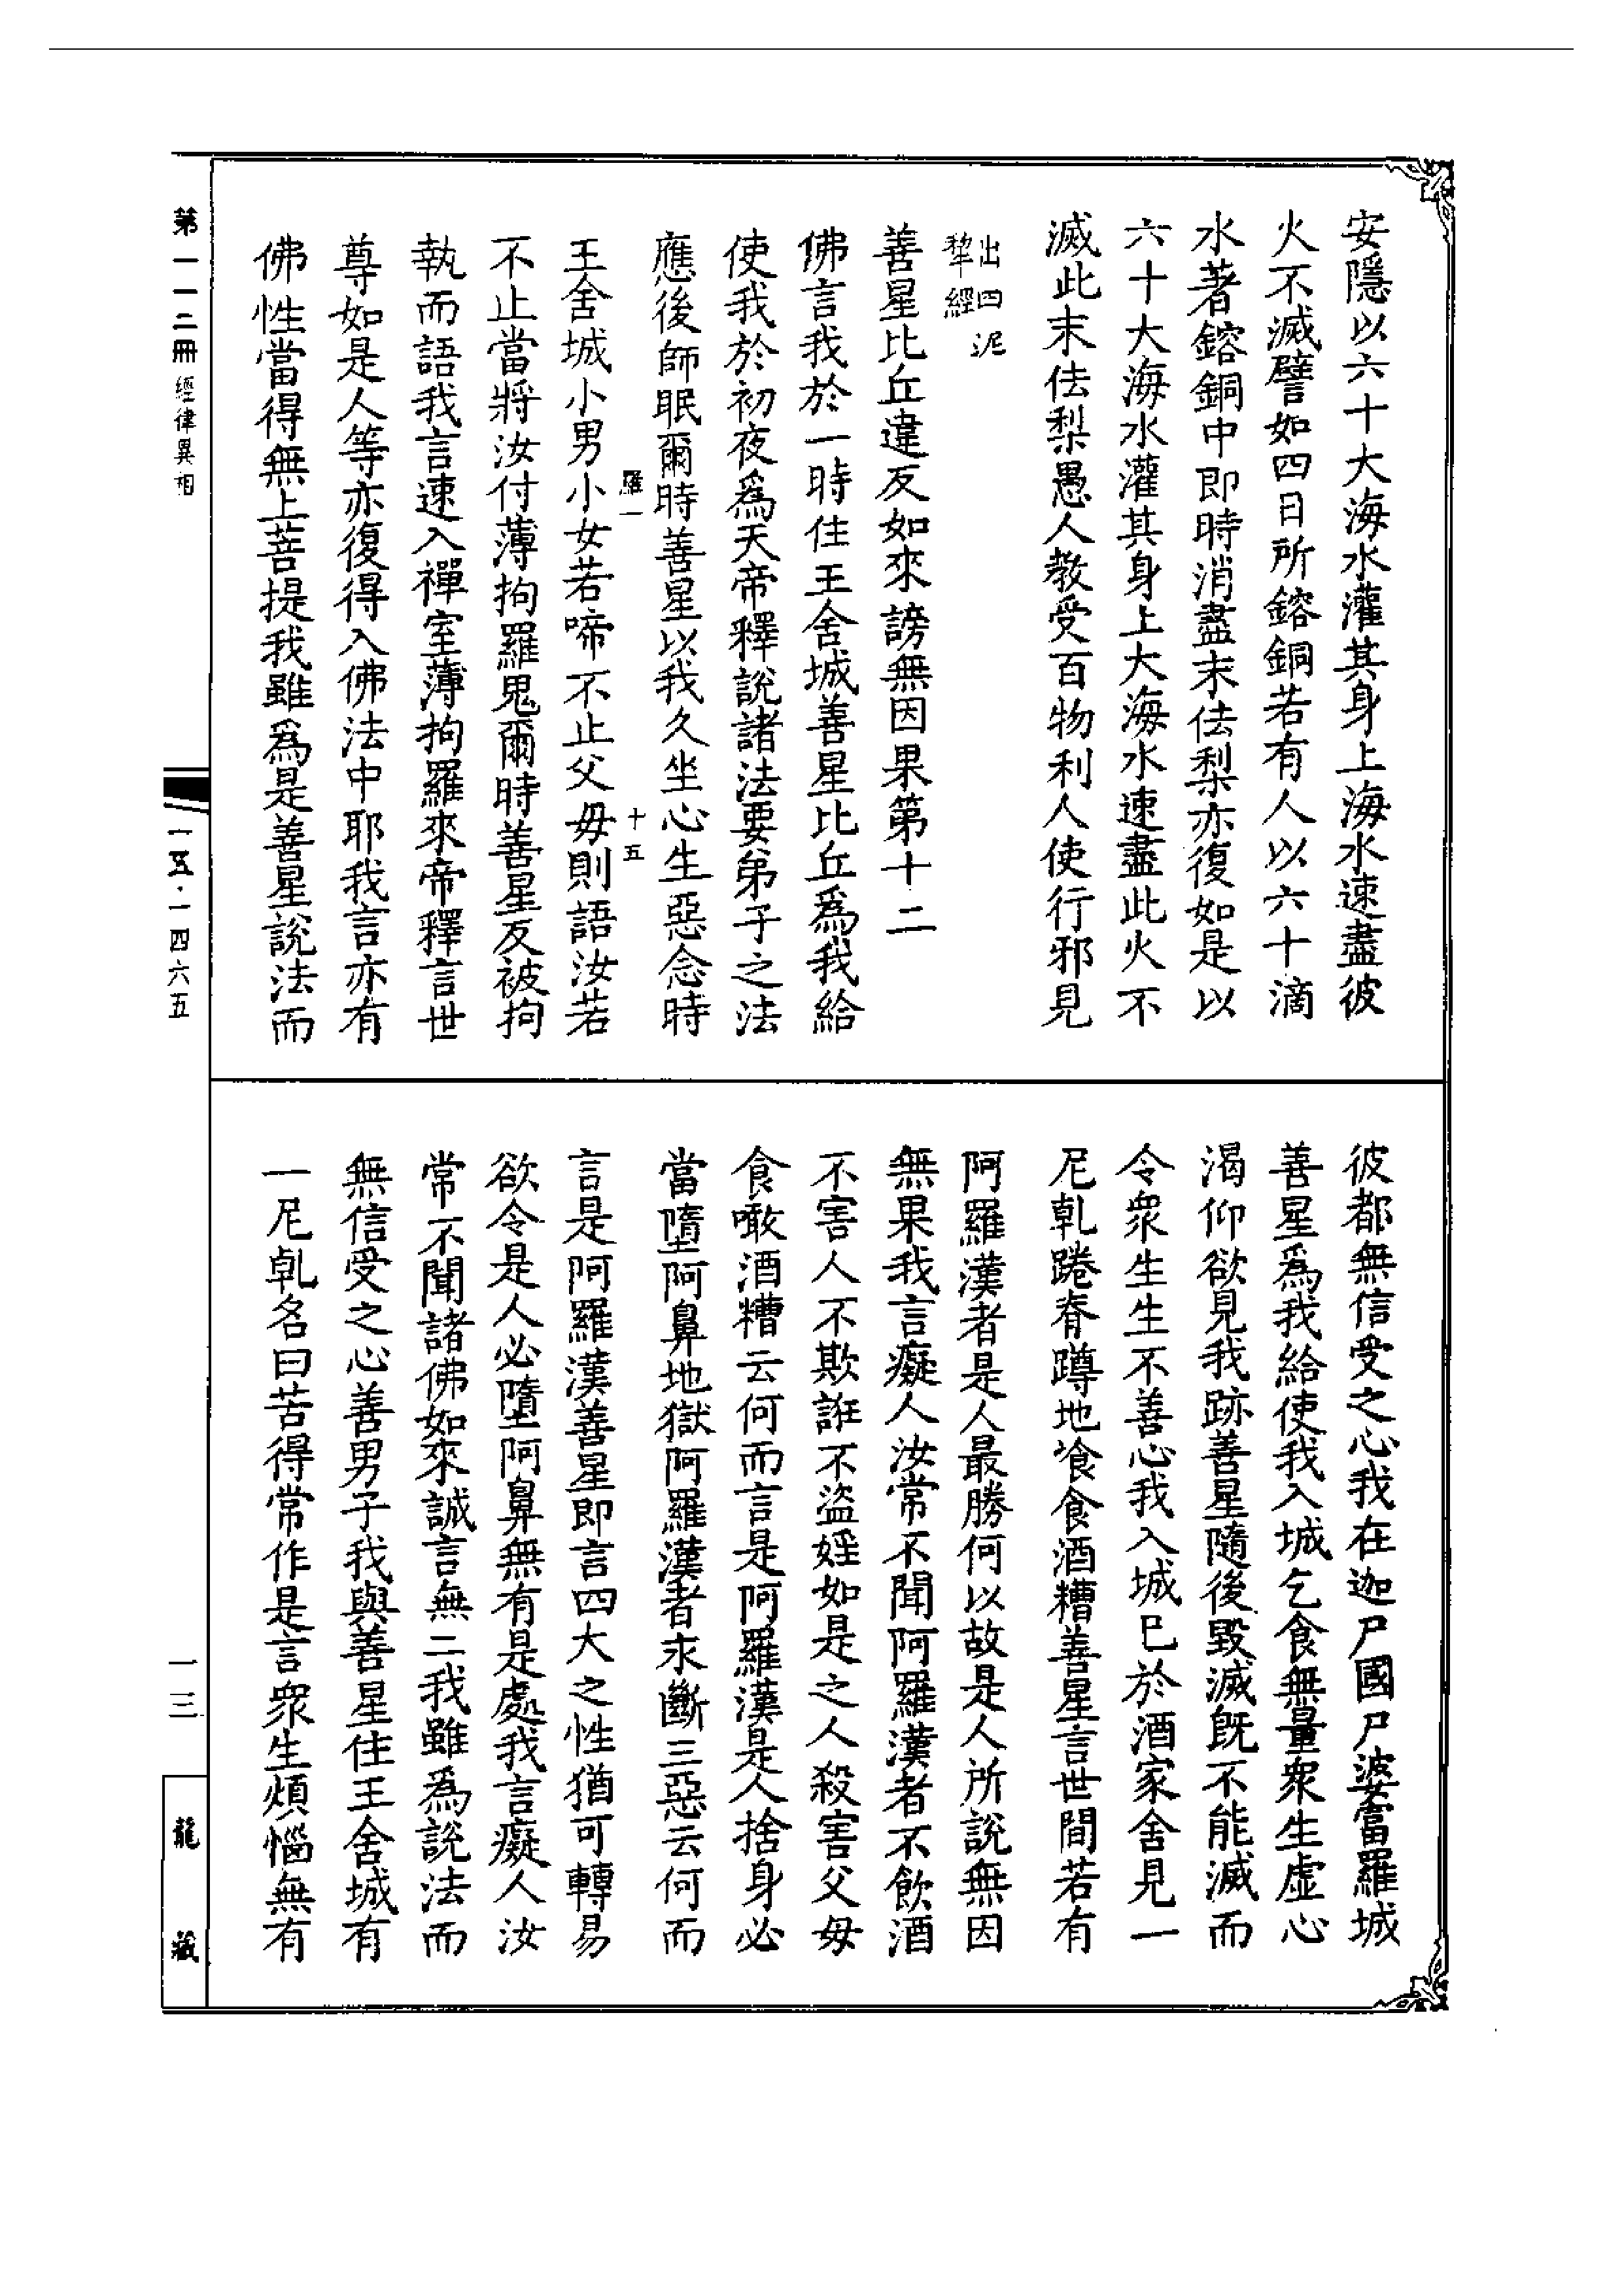 安隱以六十大海水灌其身上海水速盡彼
火不滅譬如四日所鎔銅若有人以六十滴
水著鎔銅中即時消盡末佉梨亦復如是以
六十大海水灌其身上大海水速盡此火不
滅此末佉梨愚人教受百物利人使行邪見
出四泥
犂經
善星比丘違反如來謗無因果第十二
佛言我於一時住王舍城善星比丘為我給
使我於初夜為天帝釋說諸法要弟子之法
應後師眠爾時善星以我久坐心生惡念時
羅一
十五
王舍城小男小女若啼不止父毋則語汝若
不止當將汝付薄拘羅鬼爾時善星反被拘
執而語我言速入禪室薄拘羅來帝釋言世
尊如是人等亦復得入佛法中耶我言亦有
佛性當得無上菩提我雖為是善星說法而
彼都無信受之心我在迦尸國尸婆富羅城
善星為我給使我入城乞食無量眾生虛心
渴仰欲見我跡善星隨後毀滅既不能滅而
令眾生生不善心我入城巳於酒家舍見一
尼乹踡脊蹲地飡食酒糟善星言世間若有
阿羅漢者是人最勝何以故是人所說無因
無果我言癡人汝常不聞阿羅漢者不飲酒
不害人不欺誑不盜婬如是之人殺害父毋
食噉酒糟云何而言是阿羅漢是人捨身必
當墮阿鼻地獄阿羅漢者永斷三惡云何而
言是阿羅漢善星即言四大之性猶可轉易
欲令是人必墮阿鼻無有是處我言癡人汝
常不聞諸佛如來誠言無二我雖為說法而
無信受之心善男子我與善星住王舍城有
一尼乹名曰苦得常作是言眾生煩惱無有
第一一二冊 經律異相
一五·一四六五
一三
龍藏